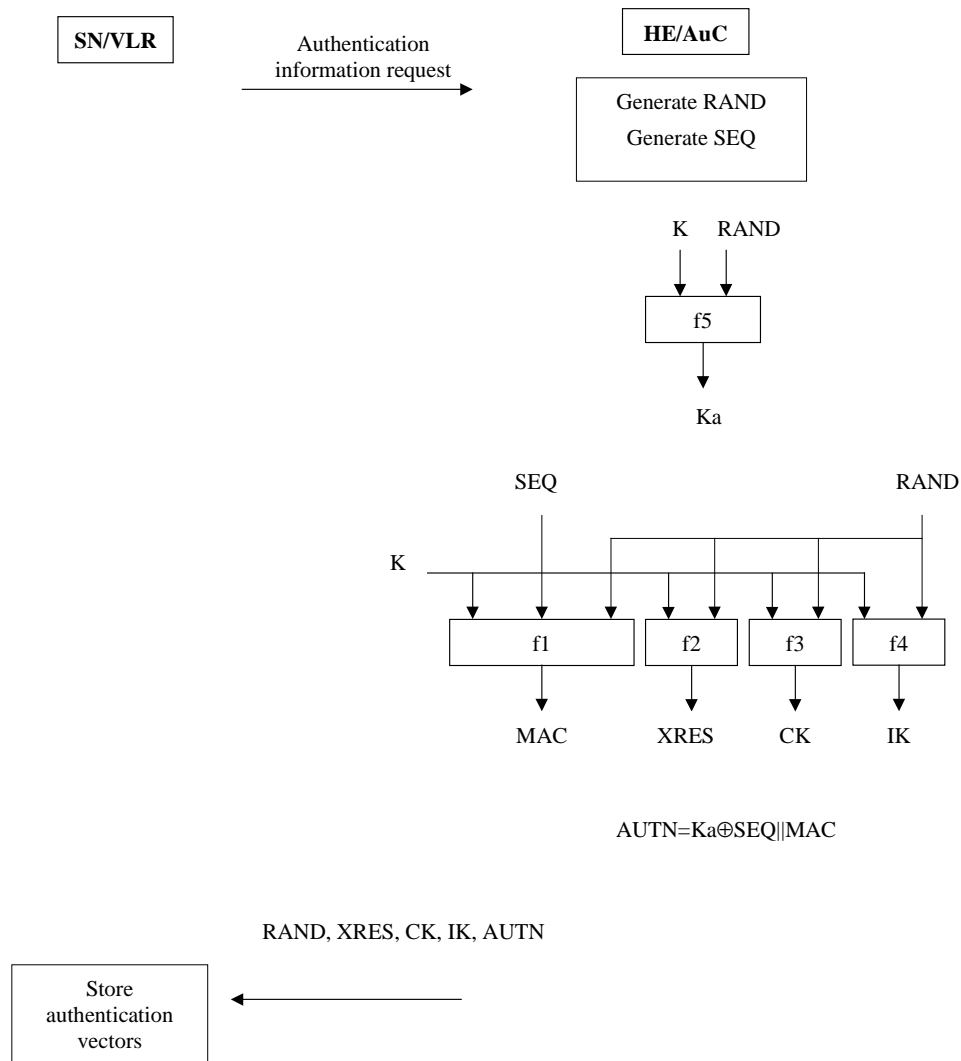 SN/VLR
HE/AuC
Authentication
information request
Generate RAND
Generate SEQ
K RAND
f5
Ka
SEQ RAND
K
f1 f2 f3 f4
MAC XRES CK IK
AUTN=Ka⊕SEQ||MAC
RAND, XRES, CK, IK, AUTN
Store
authentication
vectors